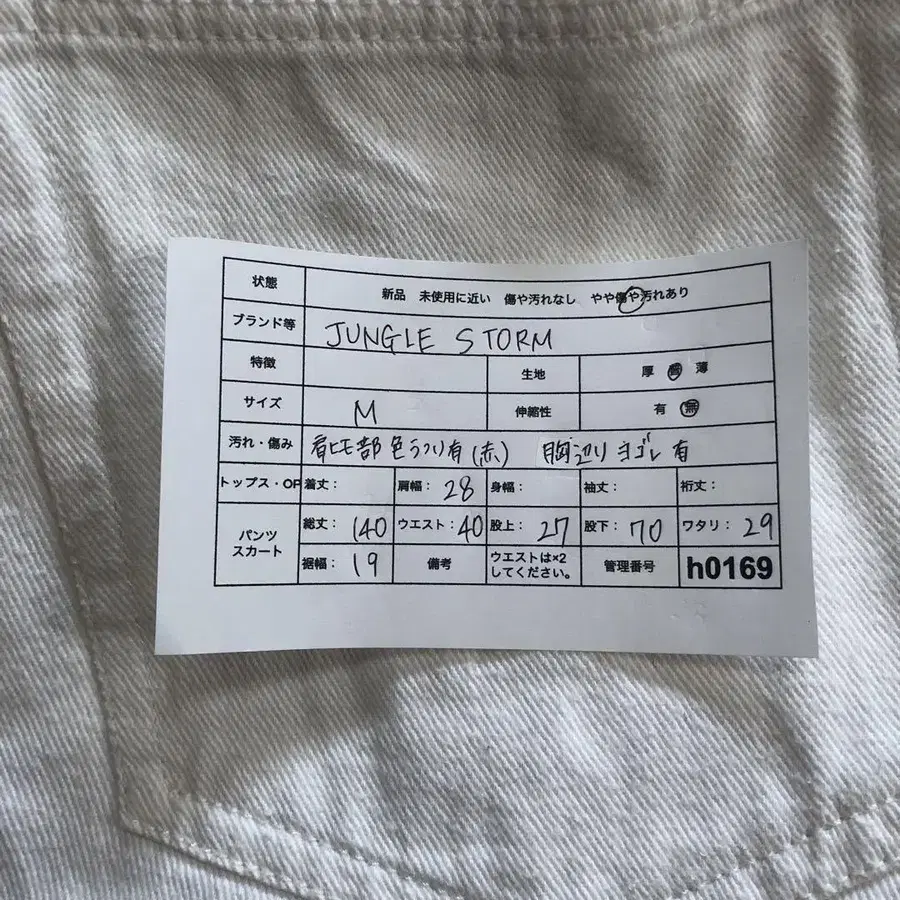 状態 新品 未使用に近い 傷や汚れなし やや傷や汚れあり
ブランド等 JUNGLE STORM
特徴 生地 厚 普 薄
サイズ M 伸縮性 有 無
汚れ・傷み 部 色うつり有(赤) 胸辺り ヨゴレ 有
トップス・OP 着丈: 肩幅: 28 身幅: 袖丈: 裄丈:
パンツ スカート 総丈: 140 ウエスト: 40 股上: 27 股下: 70 ワタリ: 29
裾幅: 19 備考 ウエストは×2してください。 管理番号 h0169